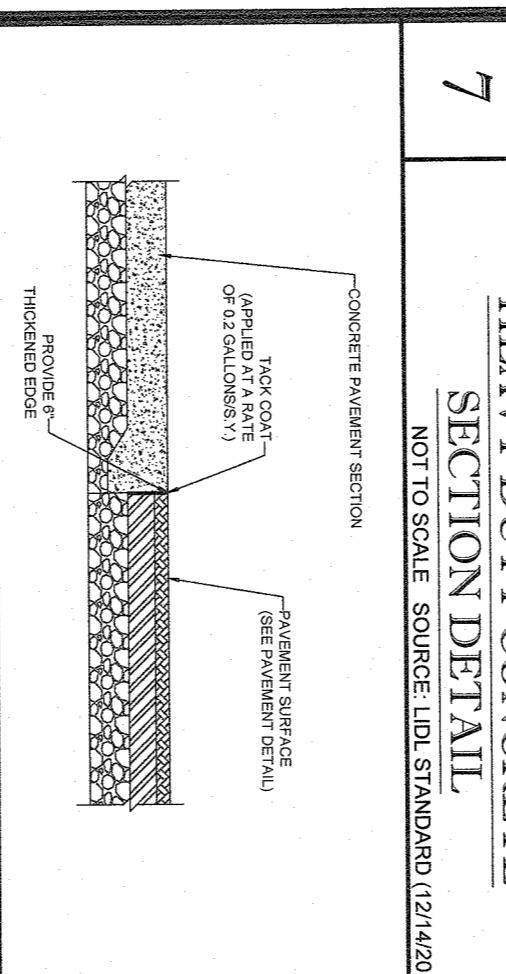 7
SECTION DETAIL
NOT TO SCALE SOURCE: LIDL STANDARD (12/14/20
CONCRETE PAVEMENT SECTION
TACK COAT
(APPLIED AT A RATE
OF 0.2 GALLONS/S.Y.)
PAVEMENT SURFACE
(SEE PAVEMENT DETAIL)
PROVIDE 6"
THICKENED EDGE